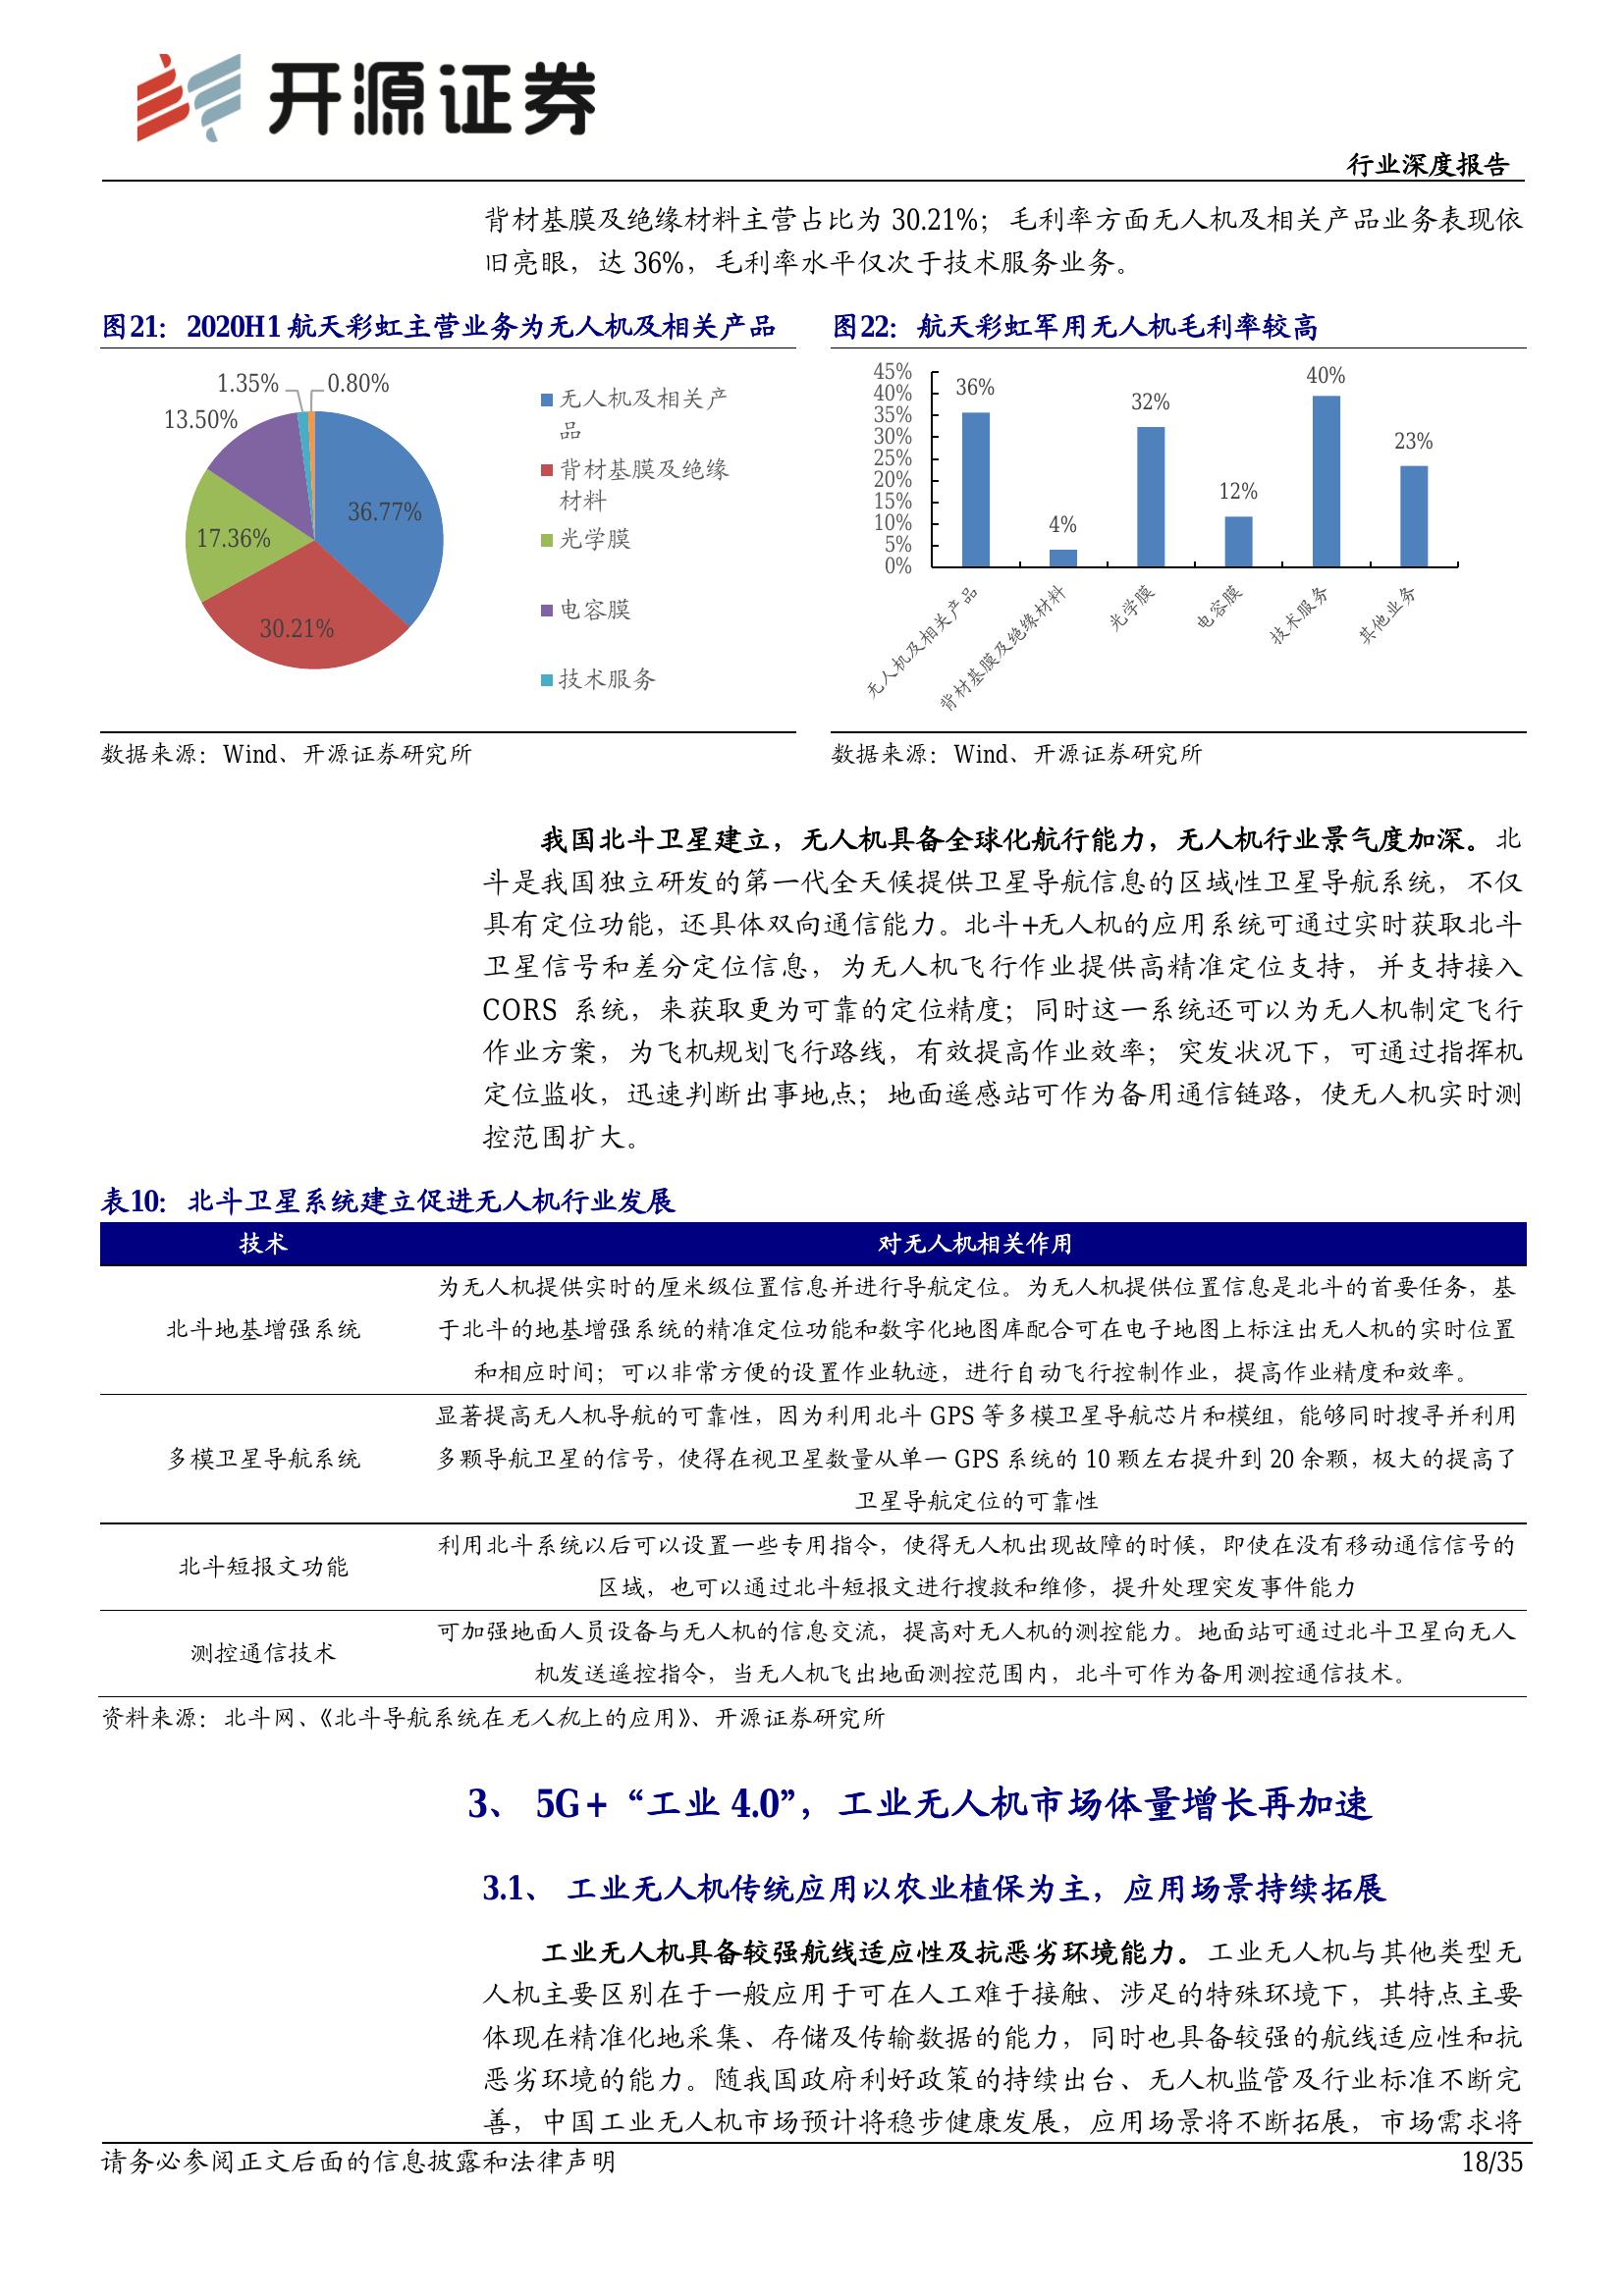 开源证券
行业深度报告
背材基膜及绝缘材料主营占比为 30.21%；毛利率方面无人机及相关产品业务表现依
旧亮眼，达 36%，毛利率水平仅次于技术服务业务。
图21： 2020H1 航天彩虹主营业务为无人机及相关产品
1.35%
0.80%
13.50%
36.77%
17.36%
30.21%
无人机及相关产
品
背材基膜及绝缘
材料
光学膜
电容膜
技术服务
数据来源：Wind、开源证券研究所
图22：航天彩虹军用无人机毛利率较高
45%
40%
35%
30%
25%
20%
15%
10%
5%
0%
36%
4%
32%
12%
40%
23%
无人机及相关产品
背材基膜及绝缘材料
光学膜
电容膜
技术服务
其他业务
数据来源：Wind、开源证券研究所
我国北斗卫星建立，无人机具备全球化航行能力，无人机行业景气度加深。北
斗是我国独立研发的第一代全天候提供卫星导航信息的区域性卫星导航系统，不仅
具有定位功能，还具体双向通信能力。北斗+无人机的应用系统可通过实时获取北斗
卫星信号和差分定位信息，为无人机飞行作业提供高精准定位支持，并支持接入
CORS 系统，来获取更为可靠的定位精度；同时这一系统还可以为无人机制定飞行
作业方案，为飞机规划飞行路线，有效提高作业效率；突发状况下，可通过指挥机
定位监收，迅速判断出事地点；地面遥感站可作为备用通信链路，使无人机实时测
控范围扩大。
表10：北斗卫星系统建立促进无人机行业发展
技术 对无人机相关作用
为无人机提供实时的厘米级位置信息并进行导航定位。为无人机提供位置信息是北斗的首要任务，基
北斗地基增强系统 于北斗的地基增强系统的精准定位功能和数字化地图库配合可在电子地图上标注出无人机的实时位置
和相应时间；可以非常方便的设置作业轨迹，进行自动飞行控制作业，提高作业精度和效率。
显著提高无人机导航的可靠性，因为利用北斗 GPS 等多模卫星导航芯片和模组，能够同时搜寻并利用
多模卫星导航系统 多颗导航卫星的信号，使得在视卫星数量从单一 GPS 系统的 10 颗左右提升到 20 余颗，极大的提高了
卫星导航定位的可靠性
北斗短报文功能
利用北斗系统以后可以设置一些专用指令，使得无人机出现故障的时候，即使在没有移动通信信号的
区域，也可以通过北斗短报文进行搜救和维修，提升处理突发事件能力
测控通信技术
可加强地面人员设备与无人机的信息交流，提高对无人机的测控能力。地面站可通过北斗卫星向无人
机发送遥控指令，当无人机飞出地面测控范围内，北斗可作为备用测控通信技术。
资料来源：北斗网、《北斗导航系统在无人机上的应用》、开源证券研究所
3、 5G+“工业 4.0”，工业无人机市场体量增长再加速
3.1、 工业无人机传统应用以农业植保为主，应用场景持续拓展
工业无人机具备较强航线适应性及抗恶劣环境能力。工业无人机与其他类型无
人机主要区别在于一般应用于可在人工难于接触、涉足的特殊环境下，其特点主要
体现在精准化地采集、存储及传输数据的能力，同时也具备较强的航线适应性和抗
恶劣环境的能力。随我国政府利好政策的持续出台、无人机监管及行业标准不断完
善，中国工业无人机市场预计将稳步健康发展，应用场景将不断拓展，市场需求将
请务必参阅正文后面的信息披露和法律声明
18/35